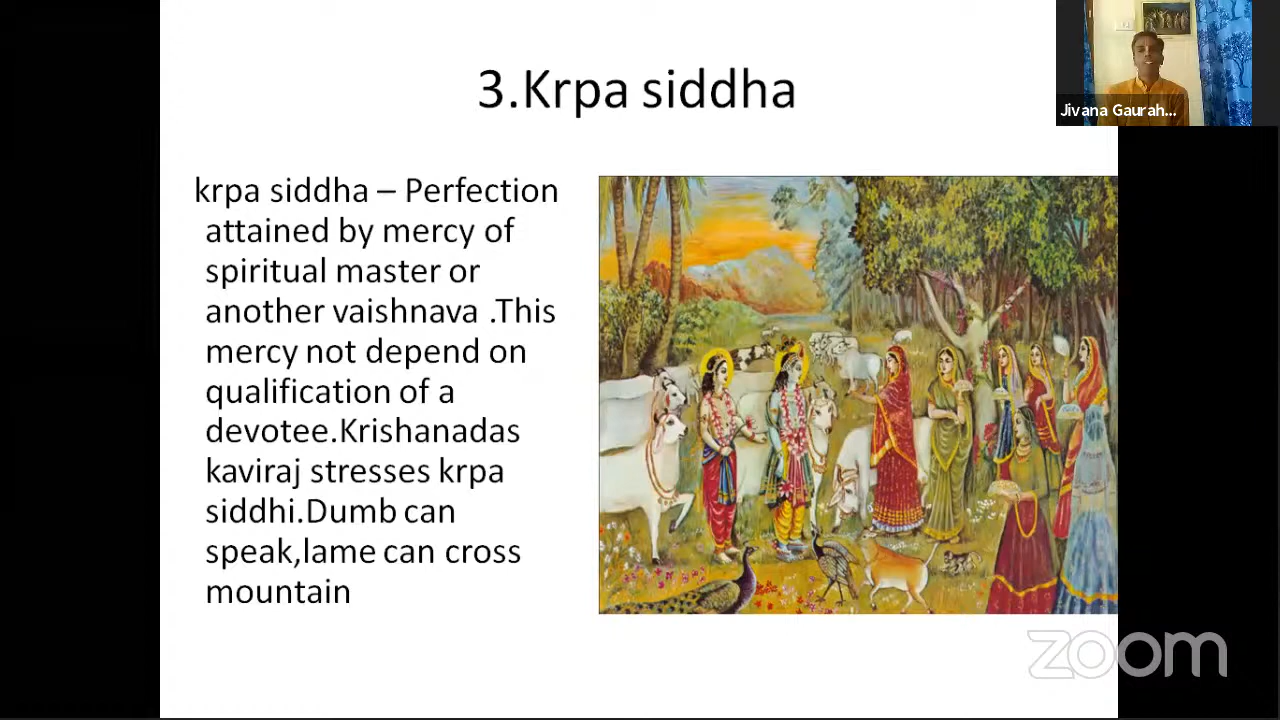 3.Krpa siddha
Jivana Gaurah...
krpa siddha – Perfection
attained by mercy of
spiritual master or
another vaishnava .This
mercy not depend on
qualification of a
devotee.Krishanadas
kaviraj stresses krpa
siddhi.Dumb can
speak,lame can cross
mountain
zoom